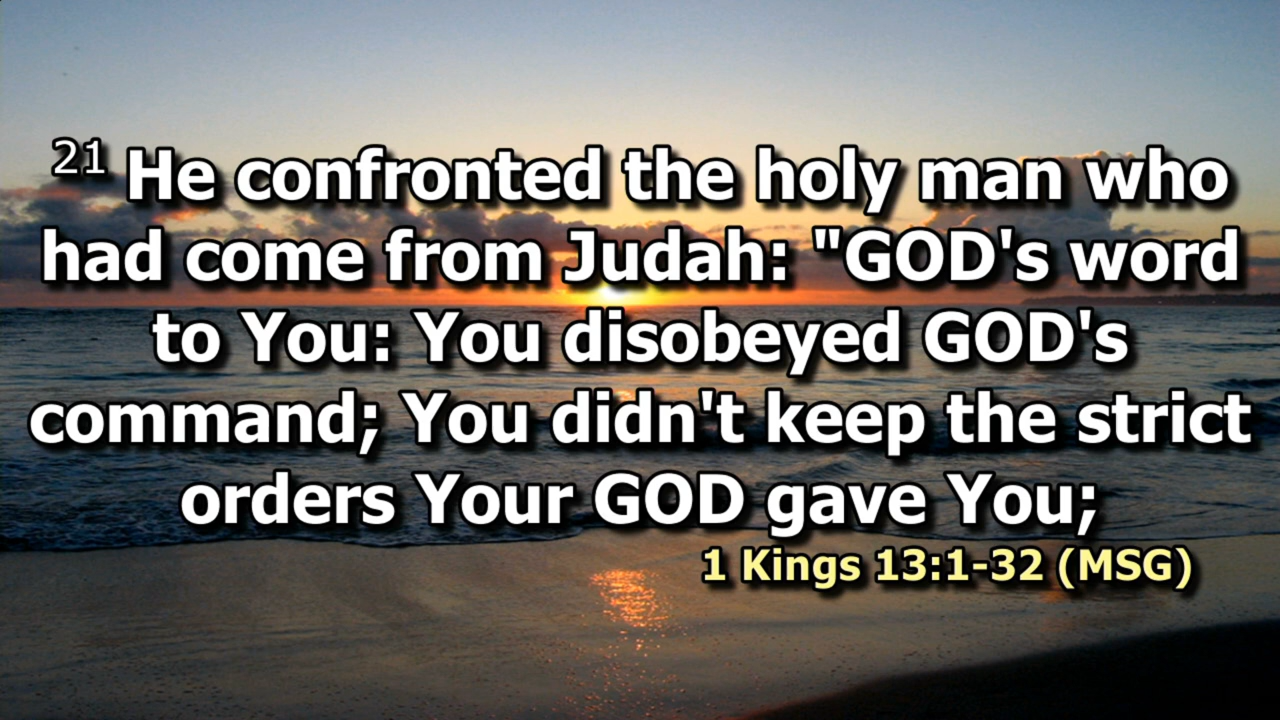 21 He confronted the holy man who
had come from Judah: "GOD's word
to You: You disobeyed GOD's
command; You didn't keep the strict
orders Your GOD gave You;
1 Kings 13:1-32 (MSG)